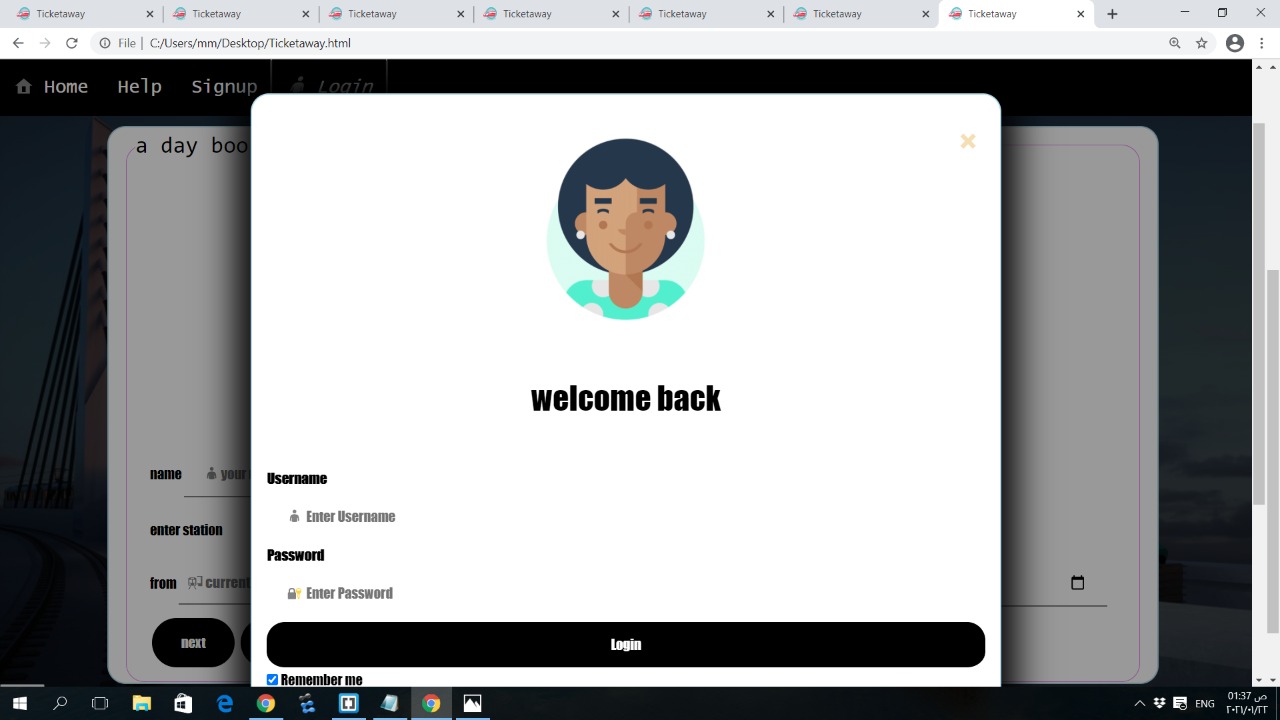 Ticketaway Ticketaway Ticketaway Ticketaway Ticketaway Ticketaway Ticketaway
File | C:/Users/mm/Desktop/Ticketaway.html
Home Help Signup Login
a day boo
welcome back
name your
Username
Enter Username
enter station
Password
from current
Enter Password
next
Login
Remember me
ENG
01:37 ص
٢٠٢١/٠١/٢٢